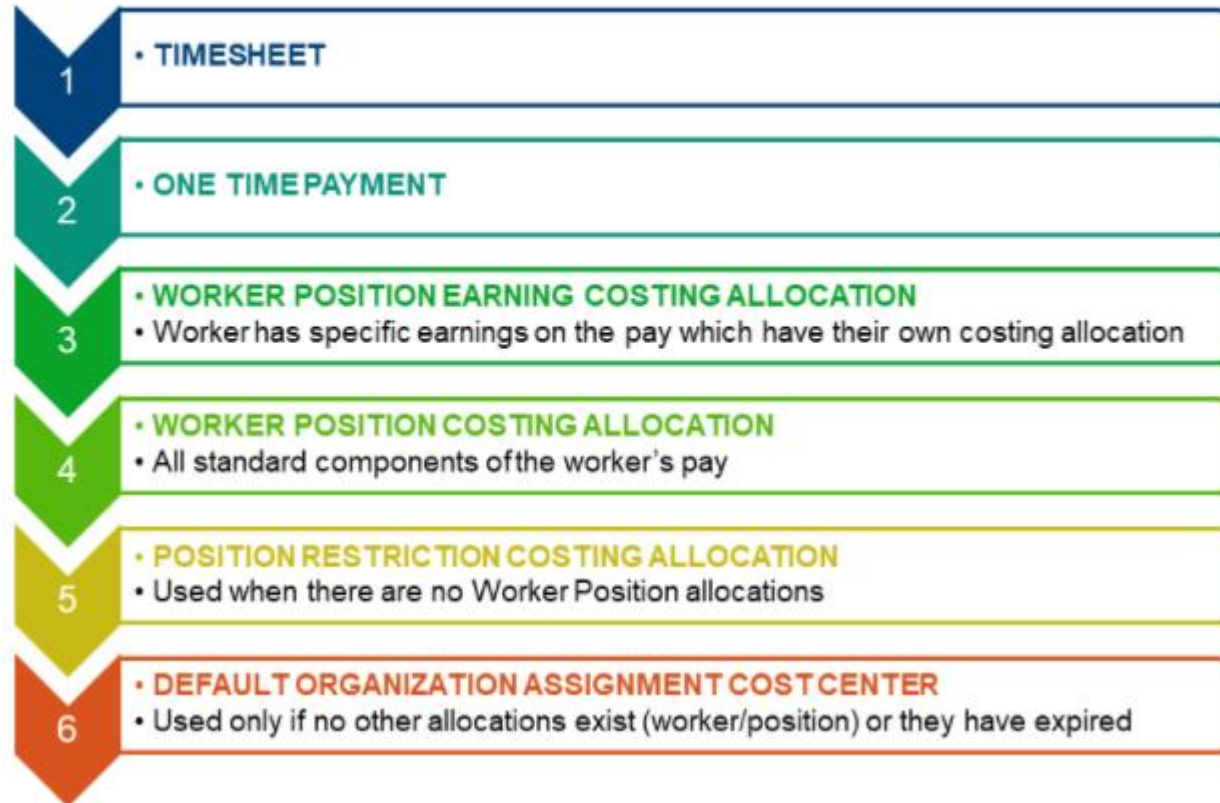 1
• TIMESHEET
2
• ONE TIME PAYMENT
3
• WORKER POSITION EARNING COSTING ALLOCATION
• Worker has specific earnings on the pay which have their own costing allocation
4
• WORKER POSITION COSTING ALLOCATION
• All standard components of the worker's pay
5
• POSITION RESTRICTION COSTING ALLOCATION
• Used when there are no Worker Position allocations
6
• DEFAULT ORGANIZATION ASSIGNMENT COST CENTER
• Used only if no other allocations exist (worker/position) or they have expired